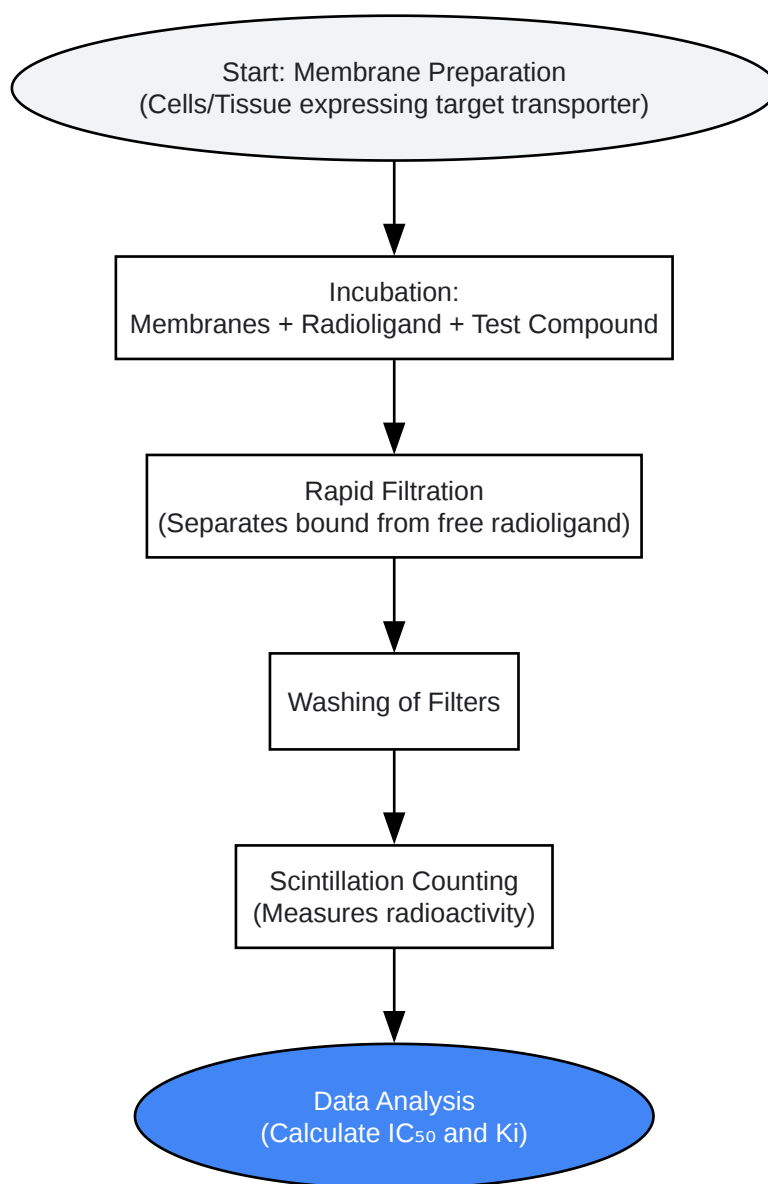 Start: Membrane Preparation
(Cells/Tissue expressing target transporter)
Incubation:
Membranes + Radioligand + Test Compound
Rapid Filtration
(Separates bound from free radioligand)
Washing of Filters
Scintillation Counting
(Measures radioactivity)
Data Analysis
(Calculate IC₅₀ and Ki)